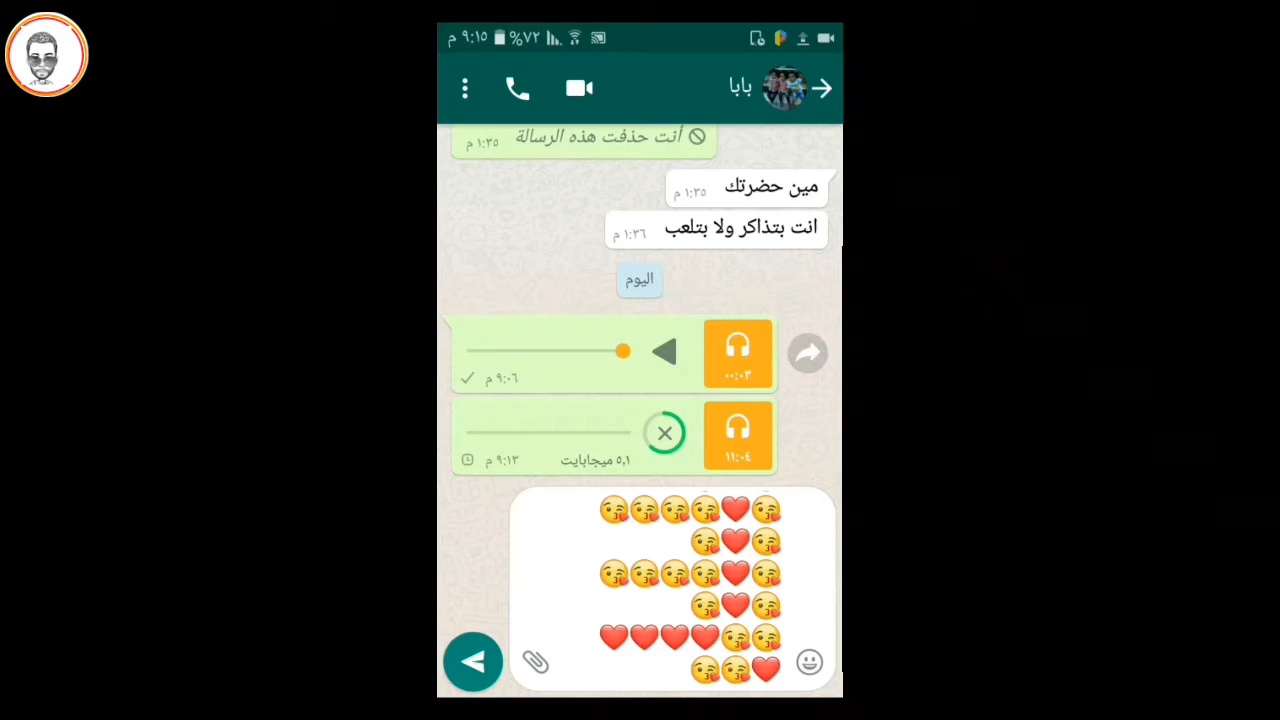 ٩:١٥ م %٧٢
بابا
أنت حذفت هذه الرسالة ١:٣٥ م
مين حضرتك ١:٣٥ م
انت بتذاكر ولا بتلعب ١:٣٦ م
اليوم
٠٠:٠٣
٩:٠٦ م
١١:٠٤
٥,١ ميجابايت ٩:١٣ م
😘❤️😘😘😘😘
😘❤️😘
😘❤️😘😘😘😘
😘❤️😘
😘😘❤️❤️❤️❤️
❤️😘😘